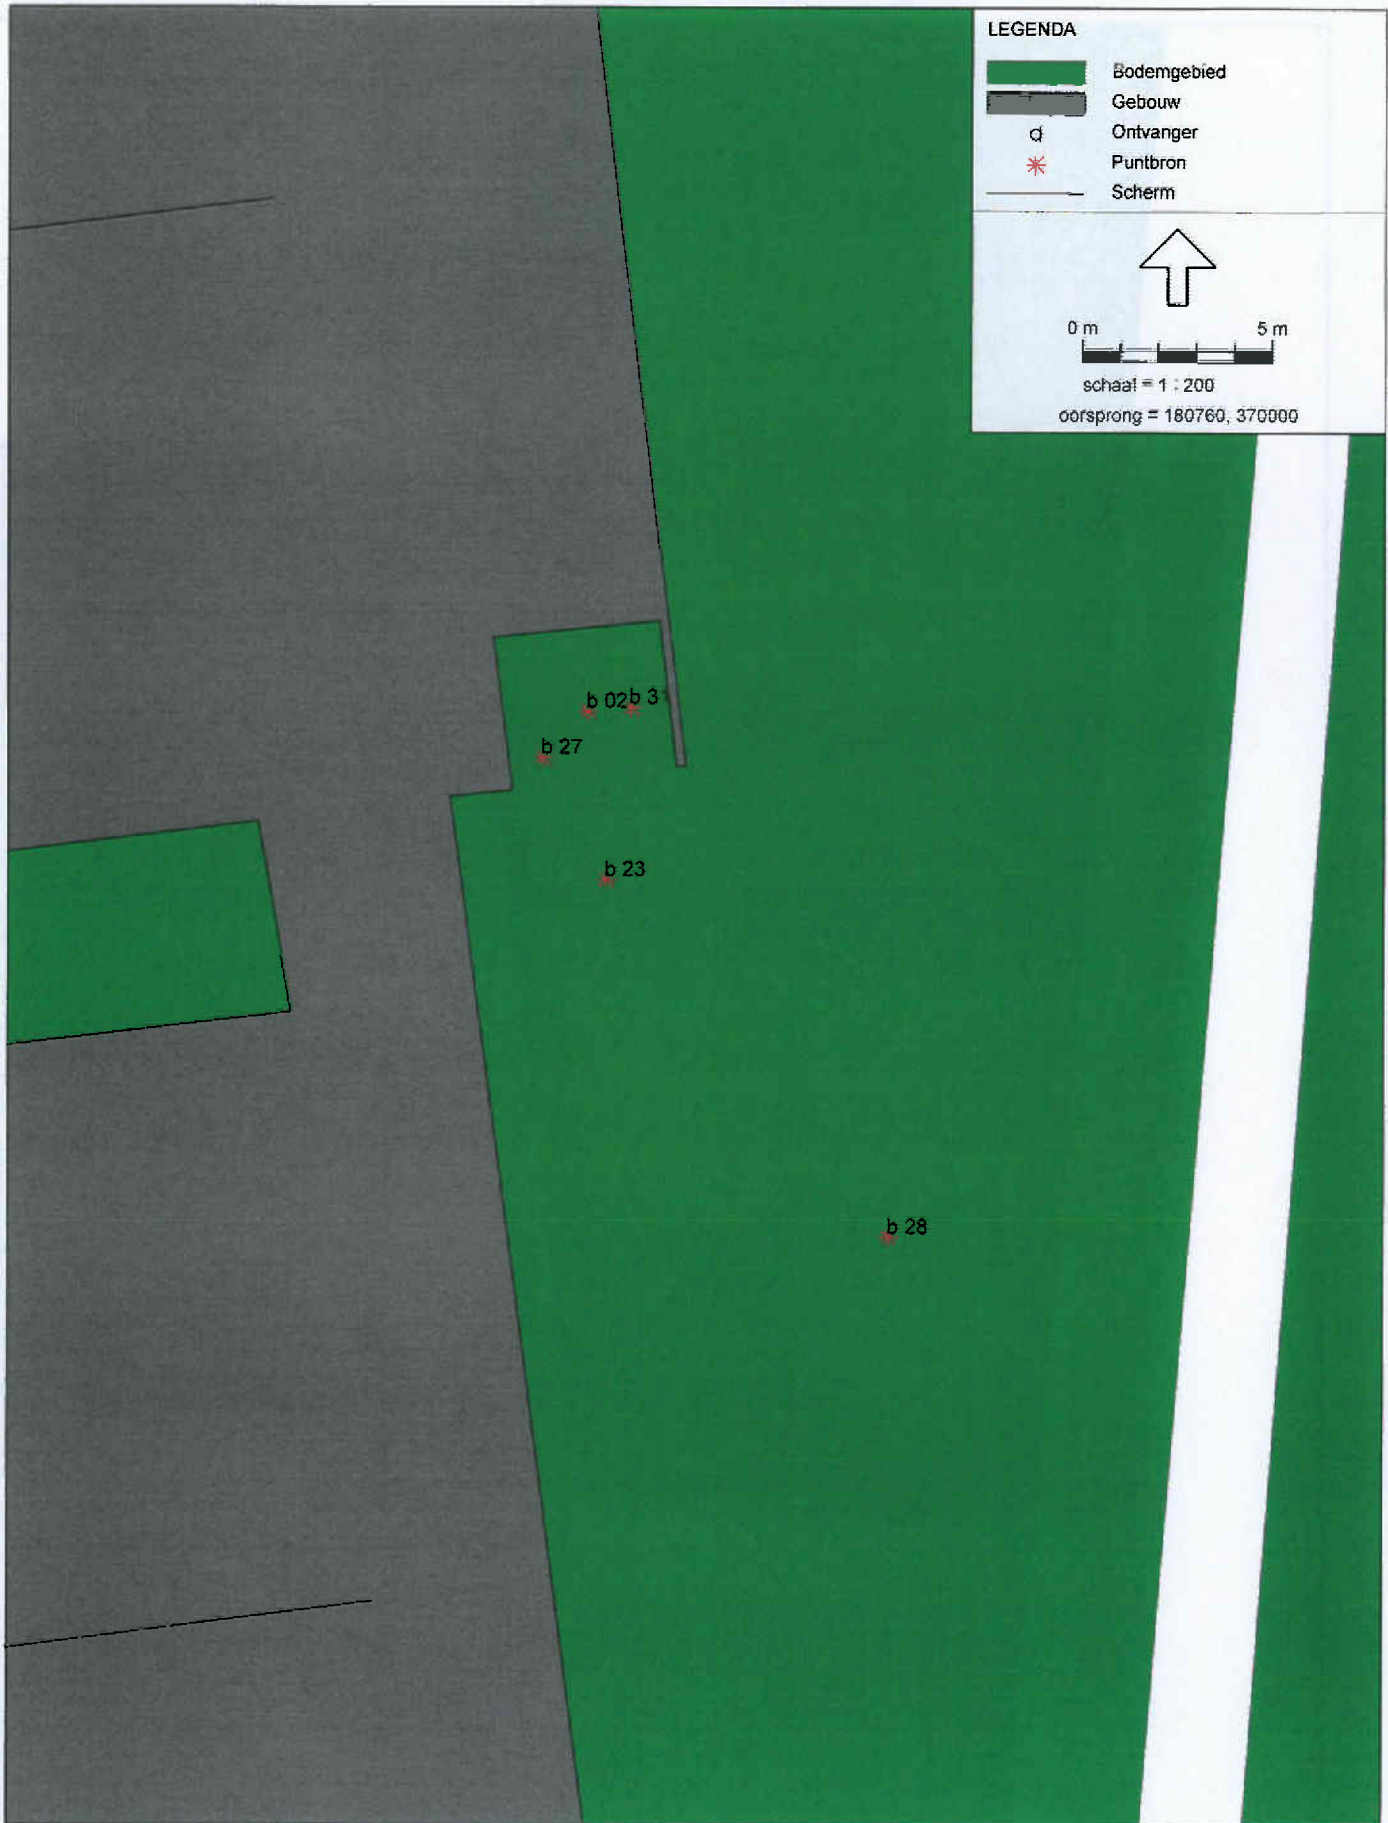 LEGENDA
Bodemgebied
Gebouw
Ontvanger
Puntbron
Scherm
0 m 5 m
schaal = 1 : 200
oorsprong = 180760, 370000
b 02
b 27
b 23
b 28